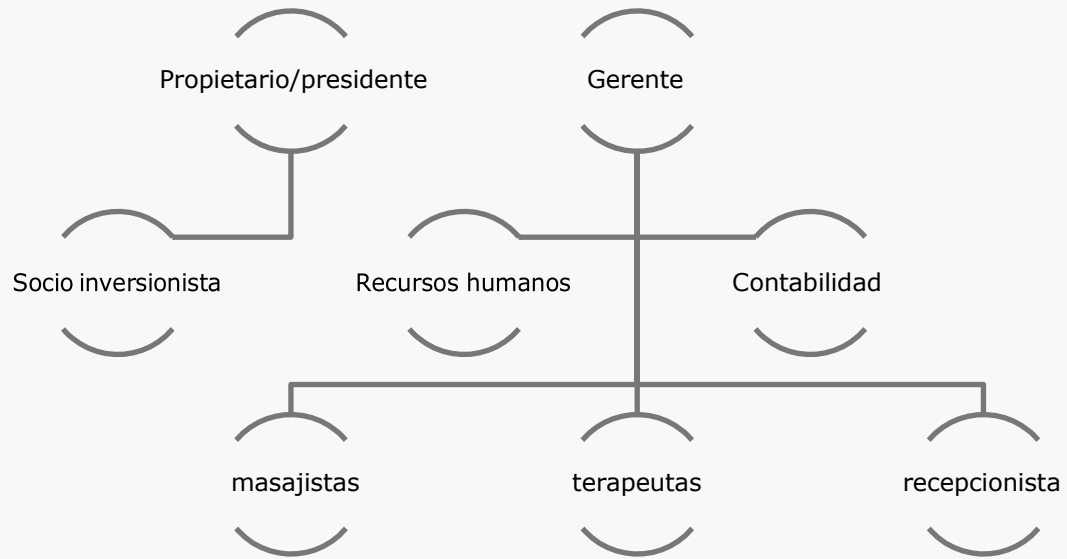 Propietario/presidente
Gerente
Socio inversionista
Recursos humanos
Contabilidad
masajistas
terapeutas
recepcionista